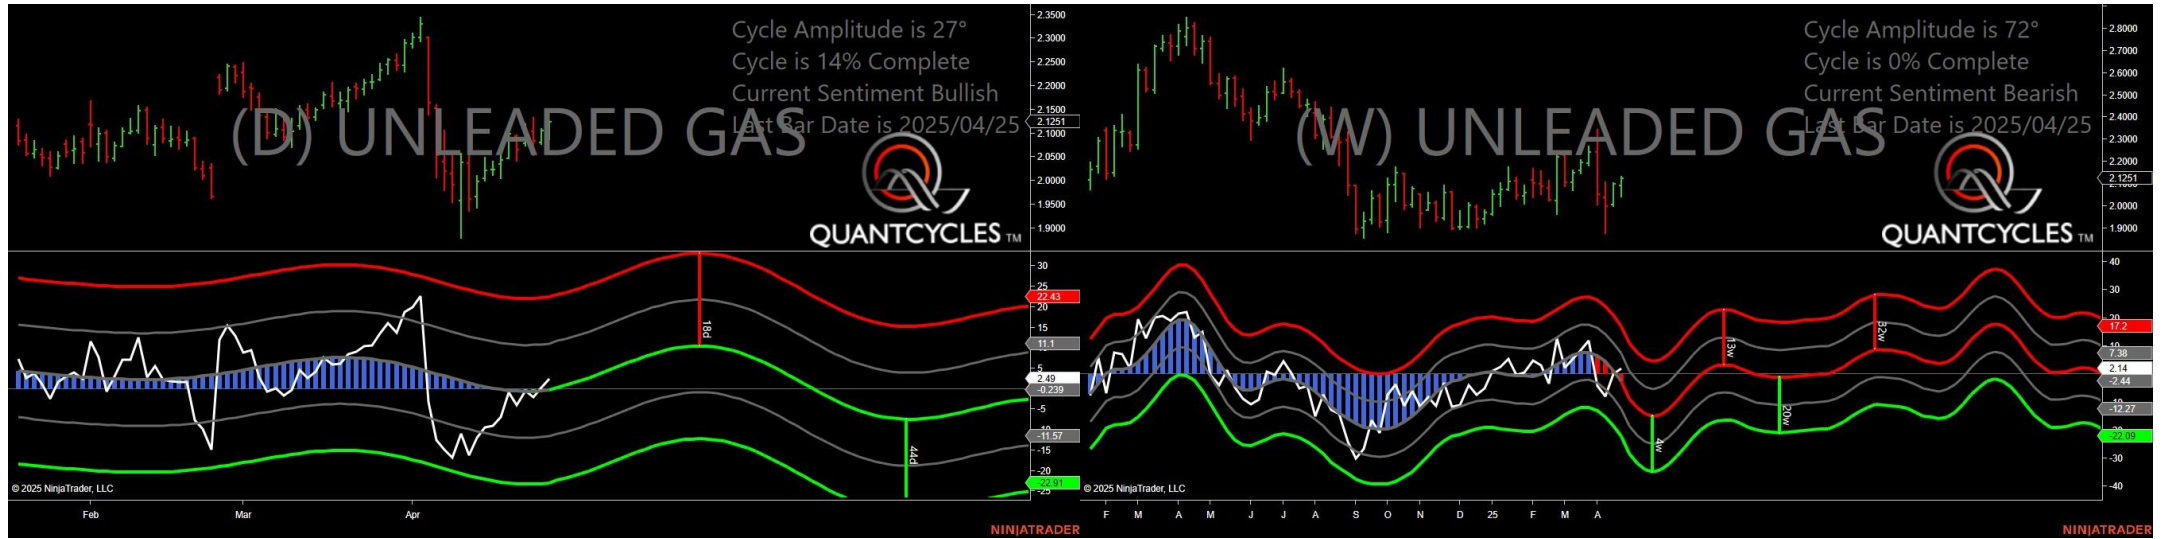 Cycle Amplitude is 27°
Cycle is 14% Complete
Current Sentiment Bullish
Last Bar Date is 2025/04/25
(D) UNLEADED GAS
QUANTCYCLES TM
2.3500
2.3000
2.2500
2.2000
2.1500
2.1251
2.1000
2.0500
2.0000
1.9500
1.9000
18d
44d
30
25
22.43
20
15
11.1
5
2.49
-0.239
-5
-11.57
-15
-20
-22.91
-25
© 2025 NinjaTrader, LLC
Feb Mar Apr
NINJATRADER
Cycle Amplitude is 72°
Cycle is 0% Complete
Current Sentiment Bearish
Last Bar Date is 2025/04/25
(W) UNLEADED GAS
QUANTCYCLES TM
2.8000
2.7000
2.6000
2.5000
2.4000
2.3000
2.2000
2.1251
2.0000
1.9000
4w
13w
20w
32w
40
30
17.2
7.38
2.14
-2.44
-12.27
-22.09
-30
-40
© 2025 NinjaTrader, LLC
F M A M J J A S O N D 25 F M A
NINJATRADER